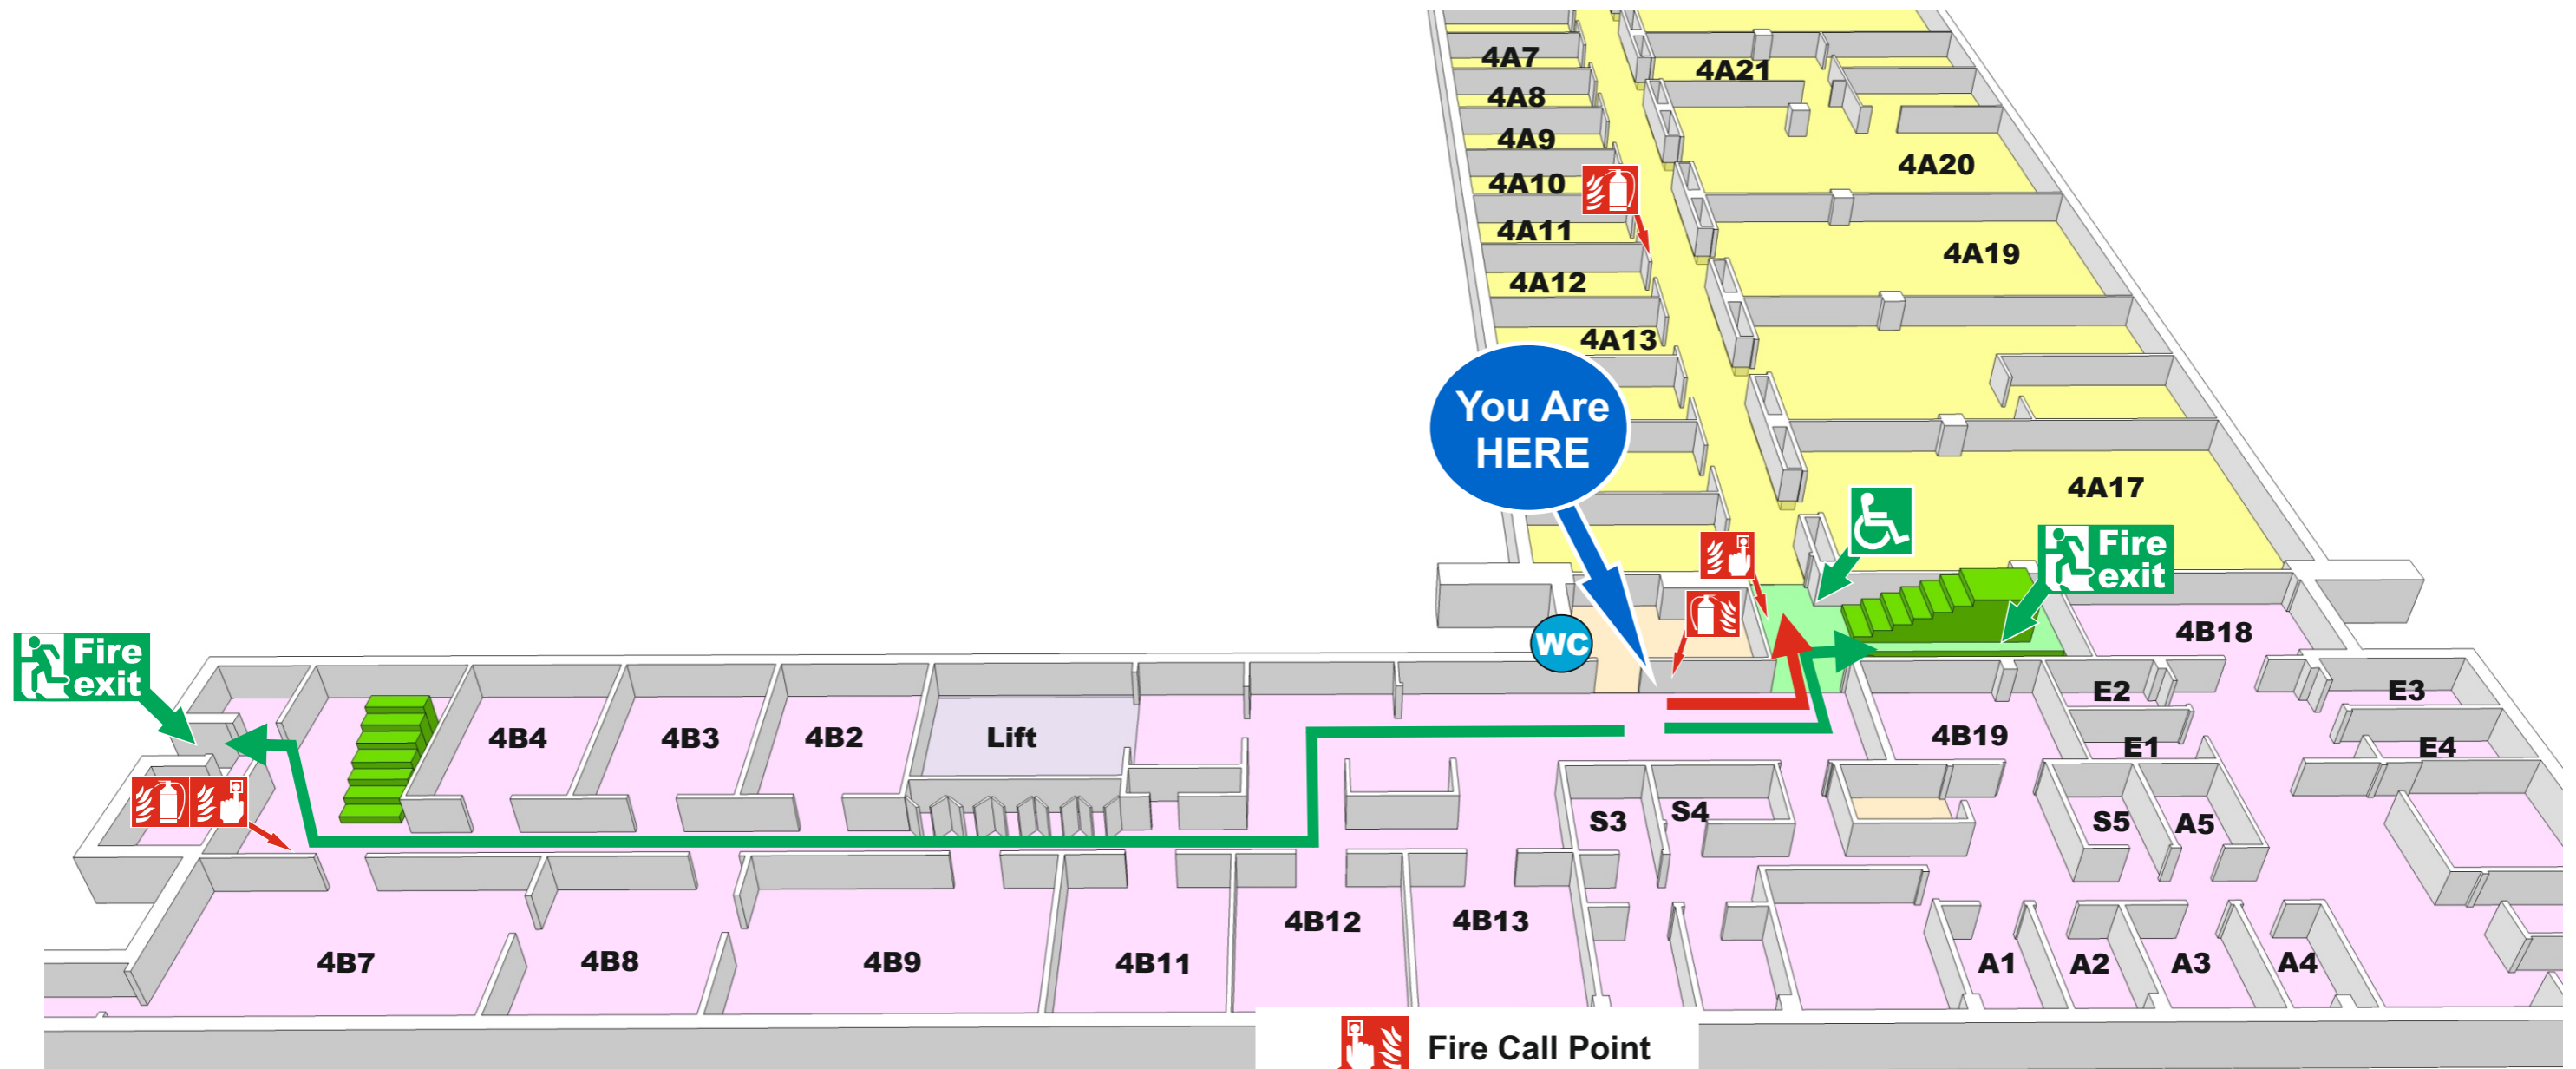 4A7
4A21
4A8
4A9
4A20
4A10
4A11
4A19
4A12
4A13
You Are
HERE
4A17
Fire
exit
WC
4B18
Fire
exit
E2
E3
4B4
4B3
4B2
Lift
4B19
E1
E4
S3
S4
S5
A5
4B12
4B13
4B7
4B8
4B9
4B11
A1
A2
A3
A4
Fire Call Point